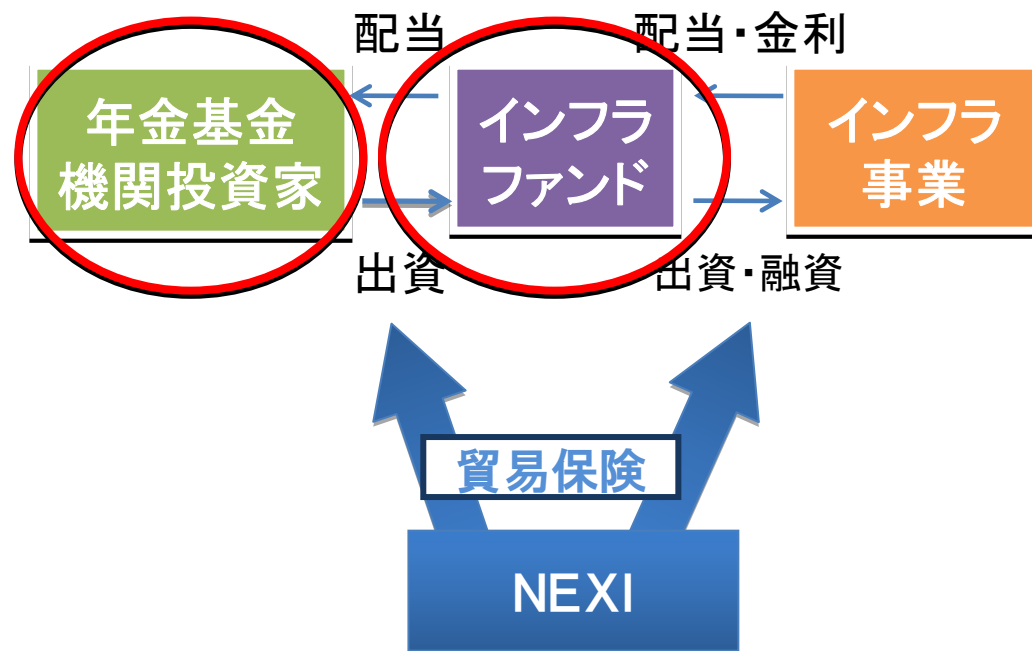 配当
配当・金利
年金基金
機関投資家
インフラ
ファンド
インフラ
事業
出資
出資・融資
貿易保険
NEXI